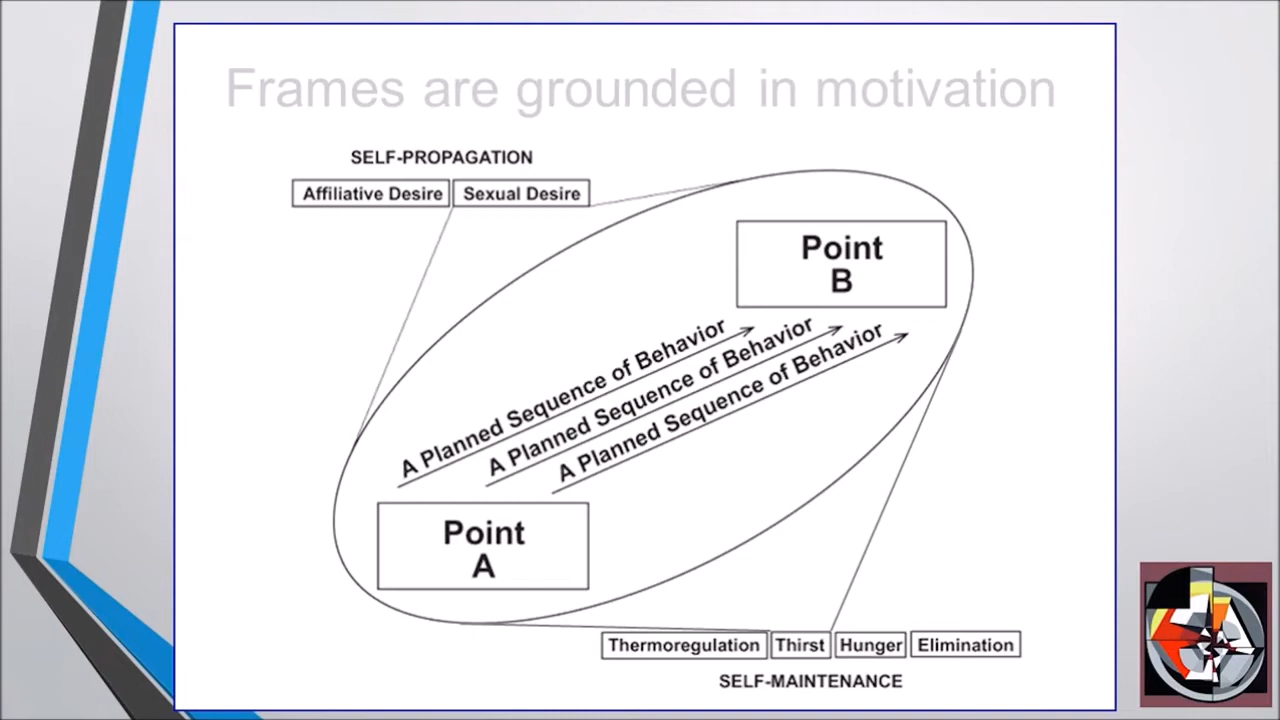 Frames are grounded in motivation
SELF-PROPAGATION
Affiliative Desire Sexual Desire
Point
B
A Planned Sequence of Behavior
A Planned Sequence of Behavior
A Planned Sequence of Behavior
Point
A
Thermoregulation Thirst Hunger Elimination
SELF-MAINTENANCE